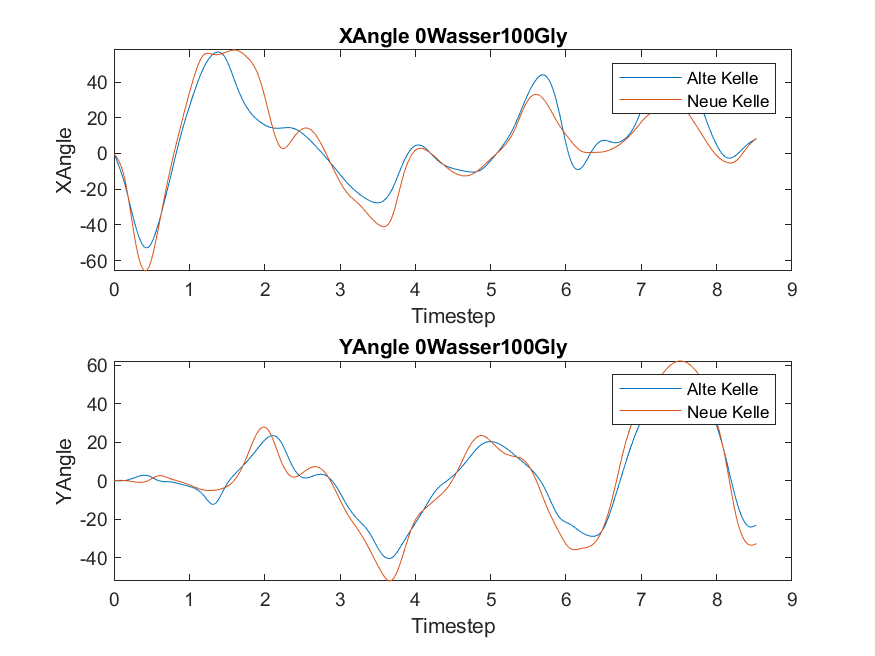 XAngle 0Wasser100Gly
XAngle
40
20
0
-20
-40
-60
Alte Kelle
Neue Kelle
0 1 2 3 4 5 6 7 8 9
Timestep
YAngle 0Wasser100Gly
YAngle
60
40
20
0
-20
-40
Alte Kelle
Neue Kelle
0 1 2 3 4 5 6 7 8 9
Timestep